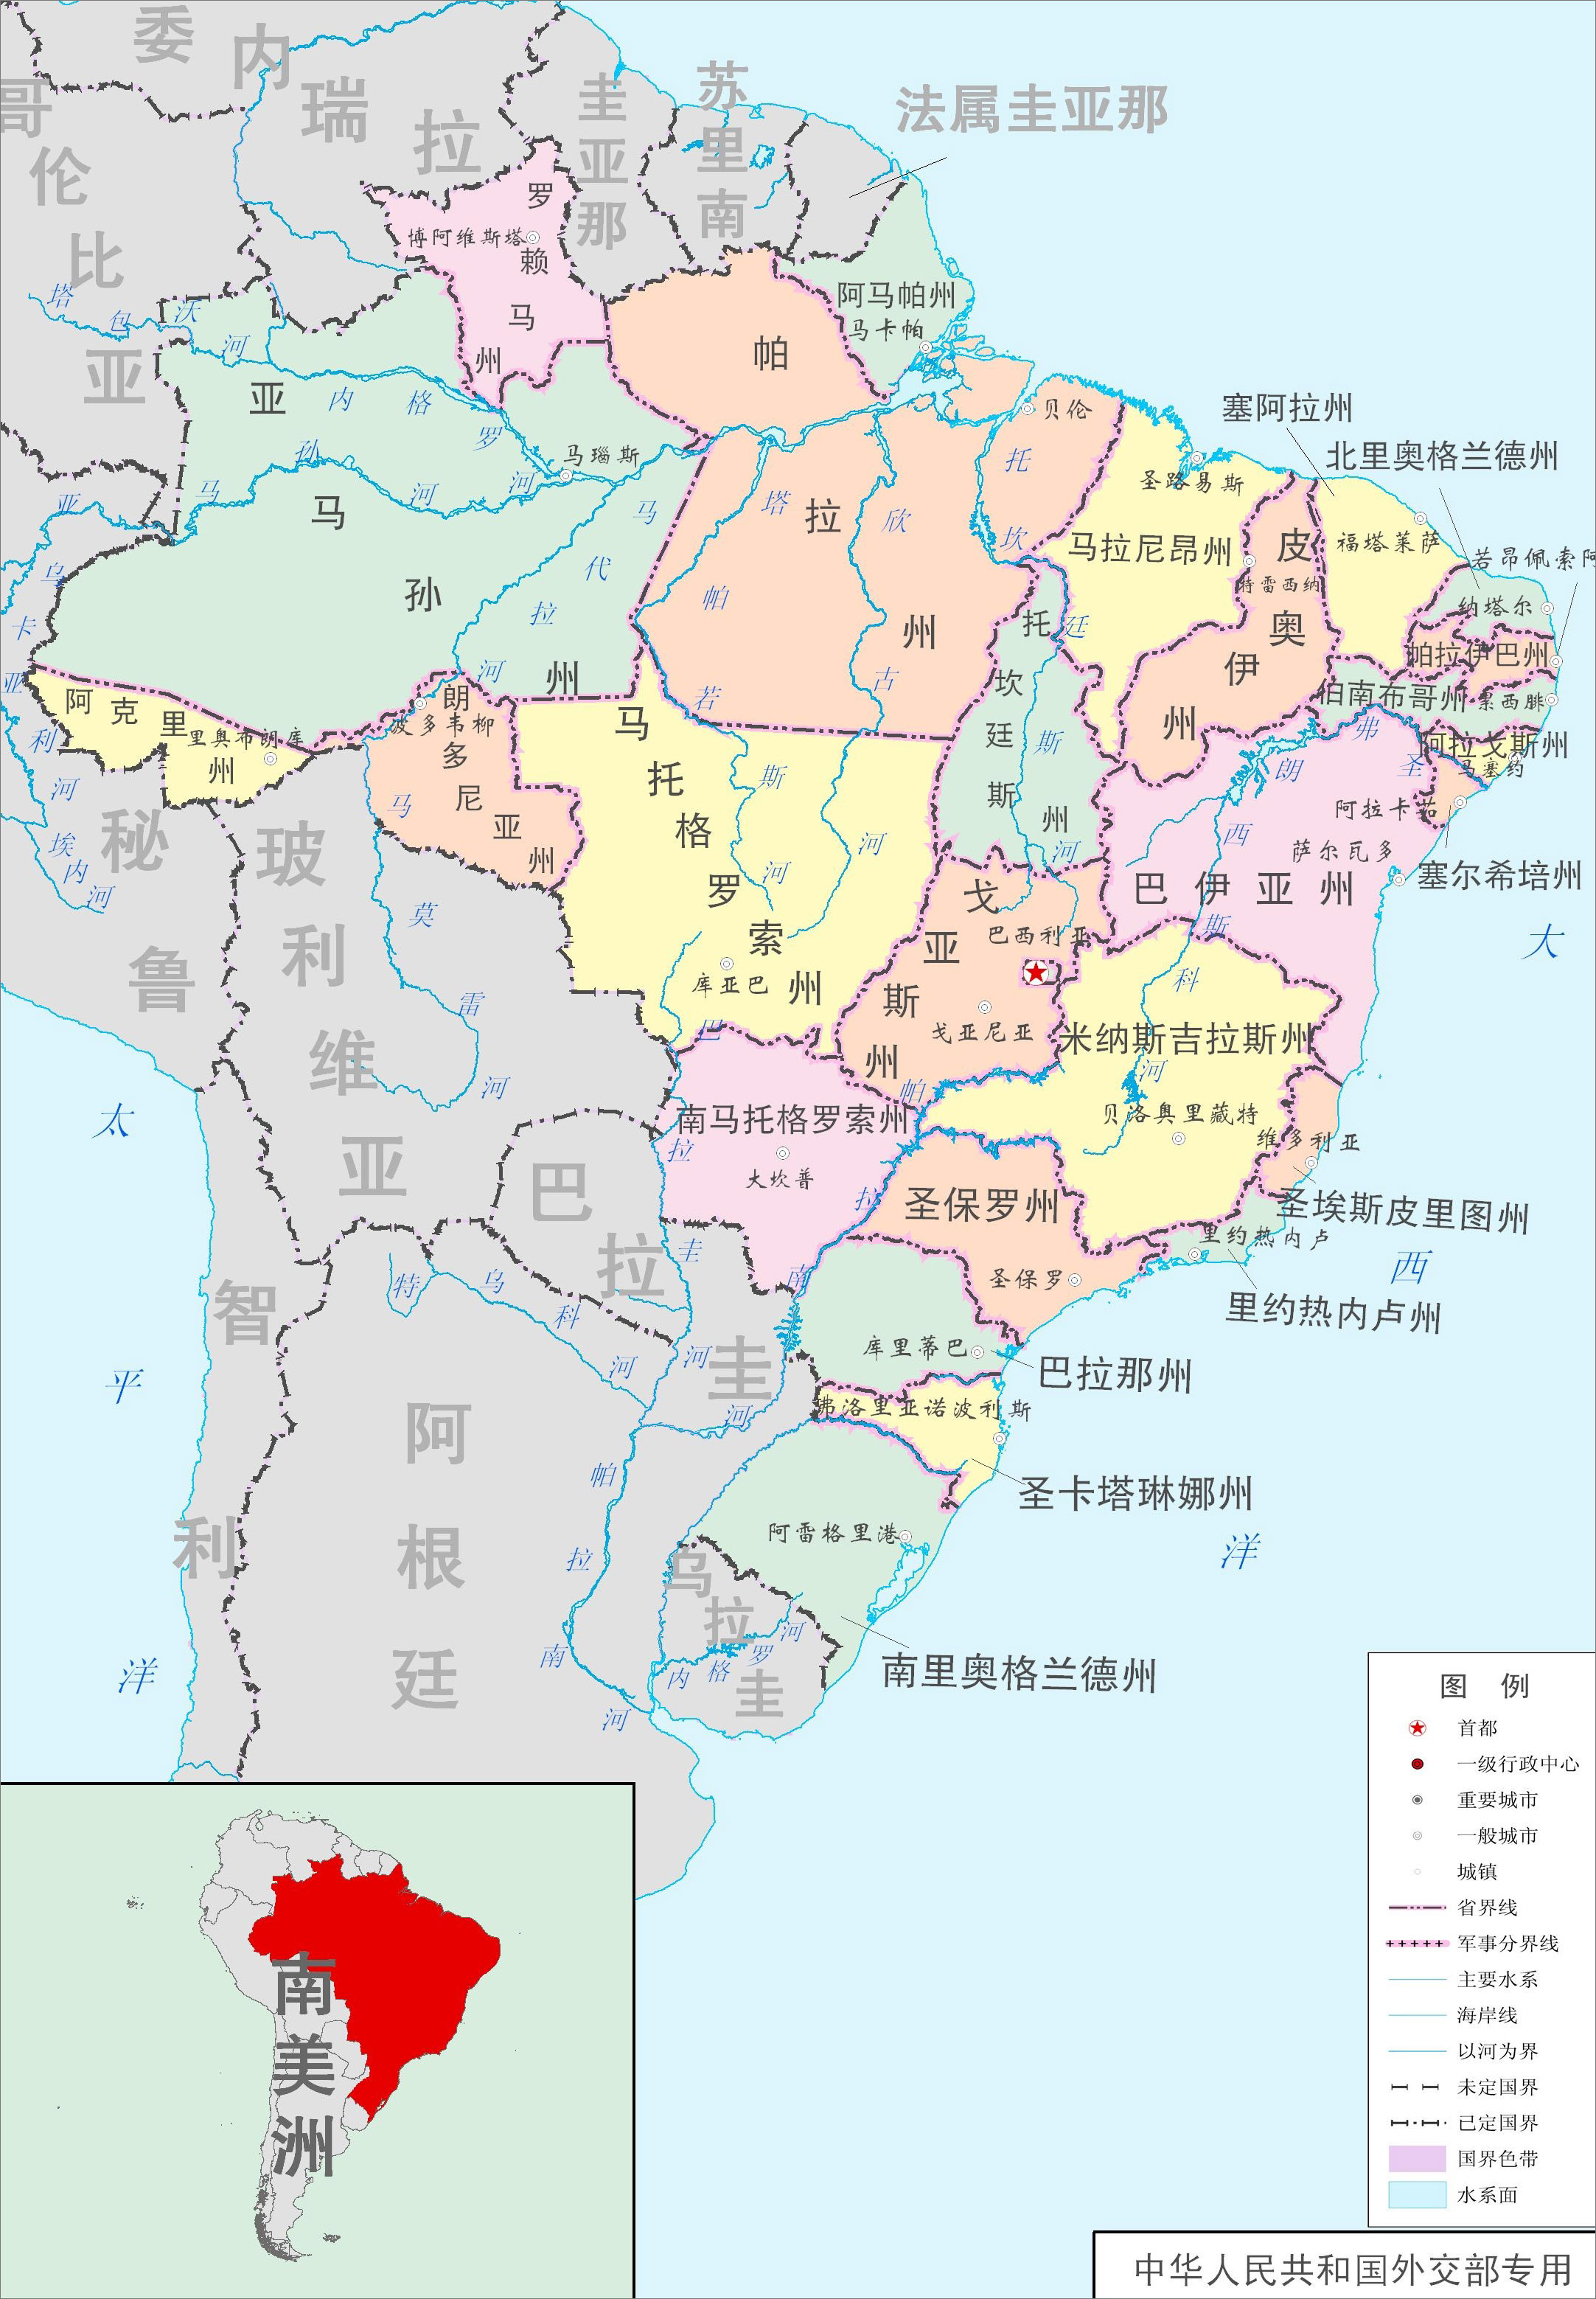 委内瑞拉
哥伦比亚
圭亚那
苏里南
法属圭亚那
罗赖马州
博阿维斯塔
阿马帕州
马卡帕
塔
包
沃
河
亚马孙州
内格罗河
亚马孙河
马瑙斯
帕拉州
贝伦
塞阿拉州
北里奥格兰德州
圣路易斯
马拉尼昂州
皮奥伊州
特雷西纳
福塔莱萨
若昂佩索阿
纳塔尔
帕拉伊巴州
伯南布哥州
累西腓
阿拉戈斯州
马塞约
阿拉卡茹
塞尔希培州
马代拉河
塔帕若斯河
欣古河
托坎廷斯河
托坎廷斯州
乌卡亚利河
埃内河
阿克里州
里奥布朗库
朗多尼亚州
波多韦柳
马托格罗索州
库亚巴
巴伊亚州
萨尔瓦多
圣弗朗西斯科河
戈亚斯州
巴西利亚
戈亚尼亚
米纳斯吉拉斯州
贝洛奥里藏特
维多利亚
圣埃斯皮里图州
南马托格罗索州
大坎普
圣保罗州
圣保罗
里约热内卢
里约热内卢州
库里蒂巴
巴拉那州
弗洛里亚诺波利斯
圣卡塔琳娜州
阿雷格里港
南里奥格兰德州
秘鲁
玻利维亚
马莫雷河
巴拉圭
巴拉圭河
特乌科河
帕拉南河
帕拉南河
智利
阿根廷
乌拉圭
内格罗河
太平洋
大西洋
南美洲
图 例
首都
一级行政中心
重要城市
一般城市
城镇
省界线
军事分界线
主要水系
海岸线
以河为界
未定国界
已定国界
国界色带
水系面
中华人民共和国外交部专用